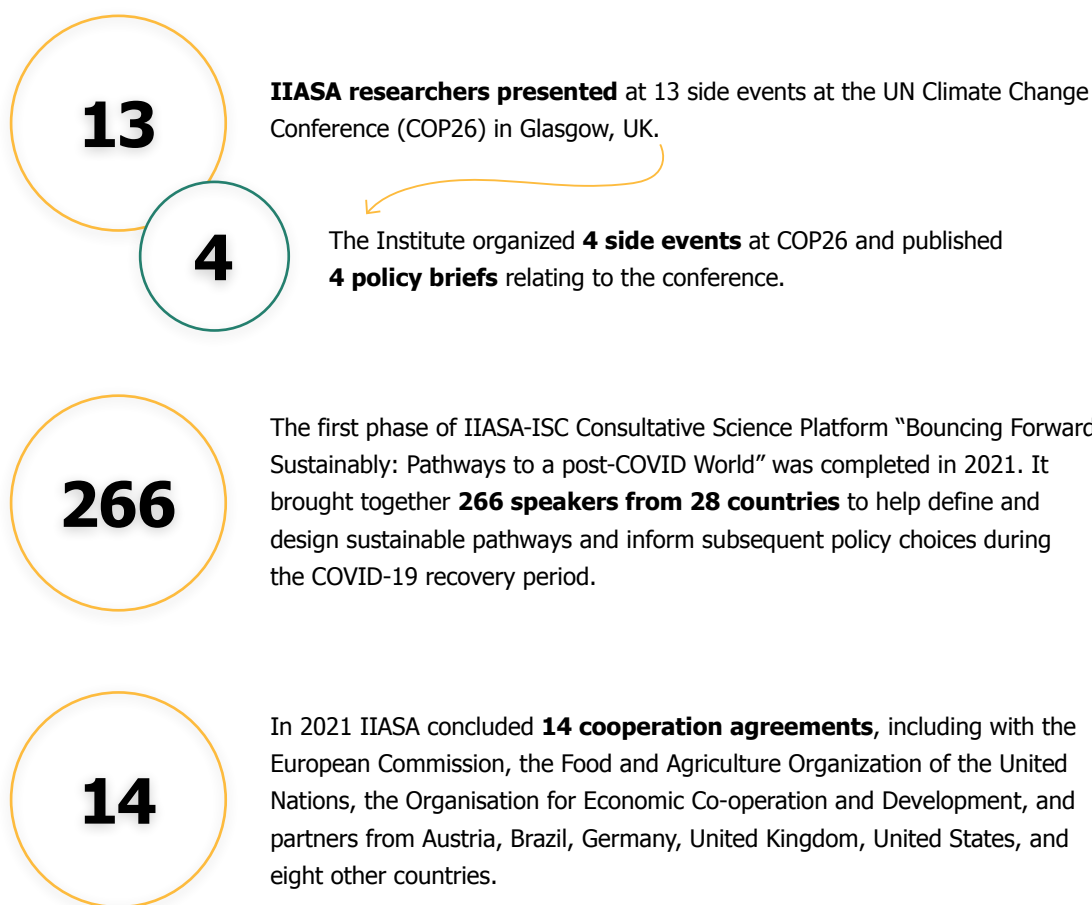 13
IIASA researchers presented at 13 side events at the UN Climate Change
Conference (COP26) in Glasgow, UK.
4
The Institute organized 4 side events at COP26 and published
4 policy briefs relating to the conference.
266
The first phase of IIASA-ISC Consultative Science Platform “Bouncing Forward
Sustainably: Pathways to a post-COVID World” was completed in 2021. It
brought together 266 speakers from 28 countries to help define and
design sustainable pathways and inform subsequent policy choices during
the COVID-19 recovery period.
14
In 2021 IIASA concluded 14 cooperation agreements, including with the
European Commission, the Food and Agriculture Organization of the United
Nations, the Organisation for Economic Co-operation and Development, and
partners from Austria, Brazil, Germany, United Kingdom, United States, and
eight other countries.